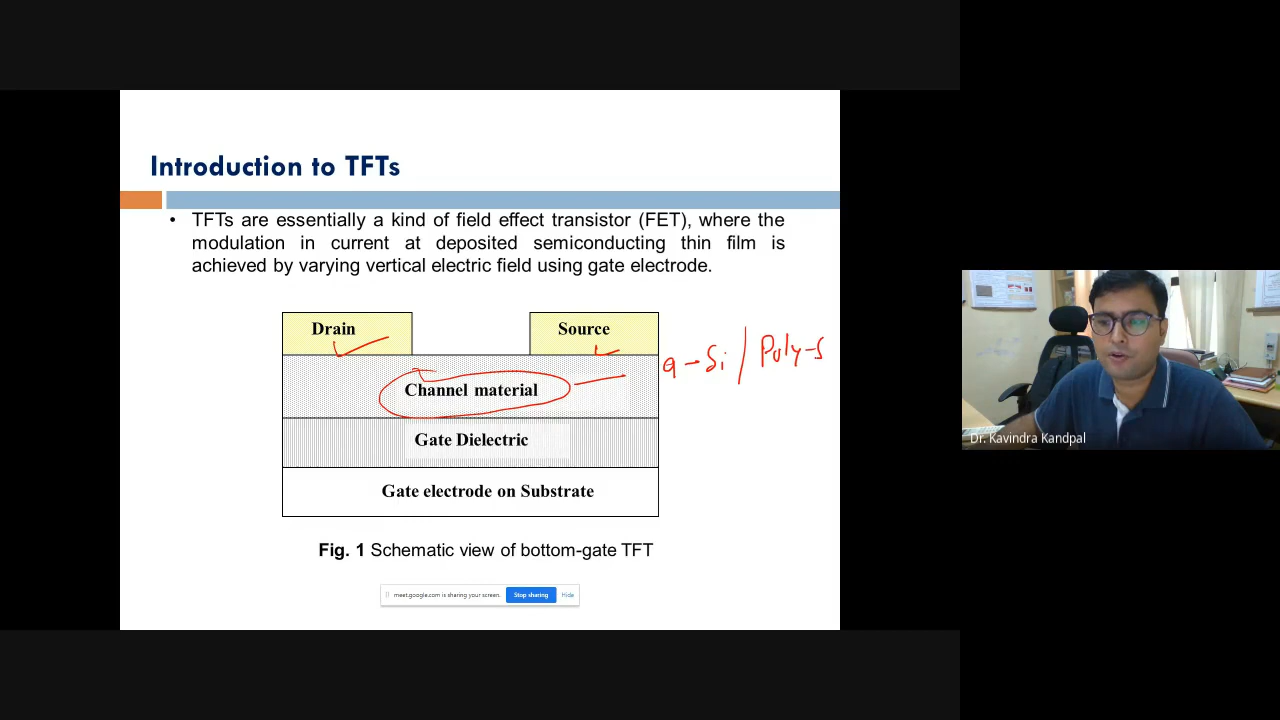 Introduction to TFTs
• TFTs are essentially a kind of field effect transistor (FET), where the
modulation in current at deposited semiconducting thin film is
achieved by varying vertical electric field using gate electrode.
Drain
Source
a-Si / Poly-S
Channel material
Gate Dielectric
Gate electrode on Substrate
Fig. 1 Schematic view of bottom-gate TFT
meet.google.com is sharing your screen. Stop sharing Hide
Dr. Kavindra Kandpal